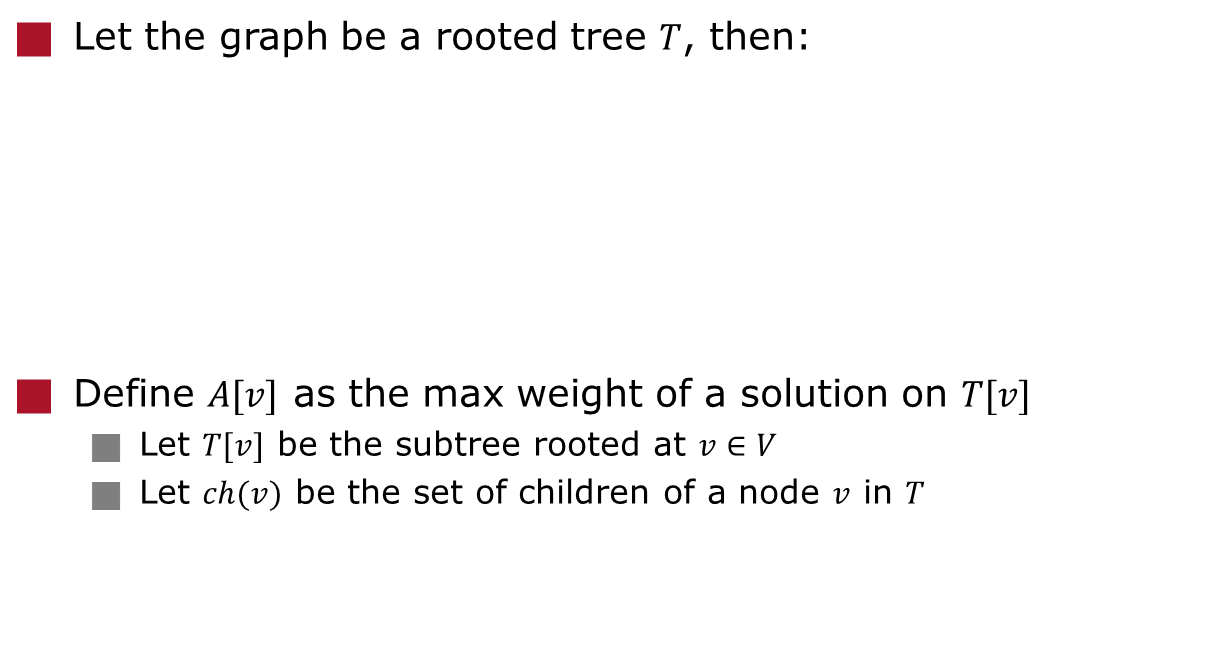 Let the graph be a rooted tree 𝑇, then:
Define 𝐴[𝑣] as the max weight of a solution on 𝑇[𝑣]
Let 𝑇[𝑣] be the subtree rooted at 𝑣 ∈ 𝑉
Let 𝑐ℎ(𝑣) be the set of children of a node 𝑣 in 𝑇